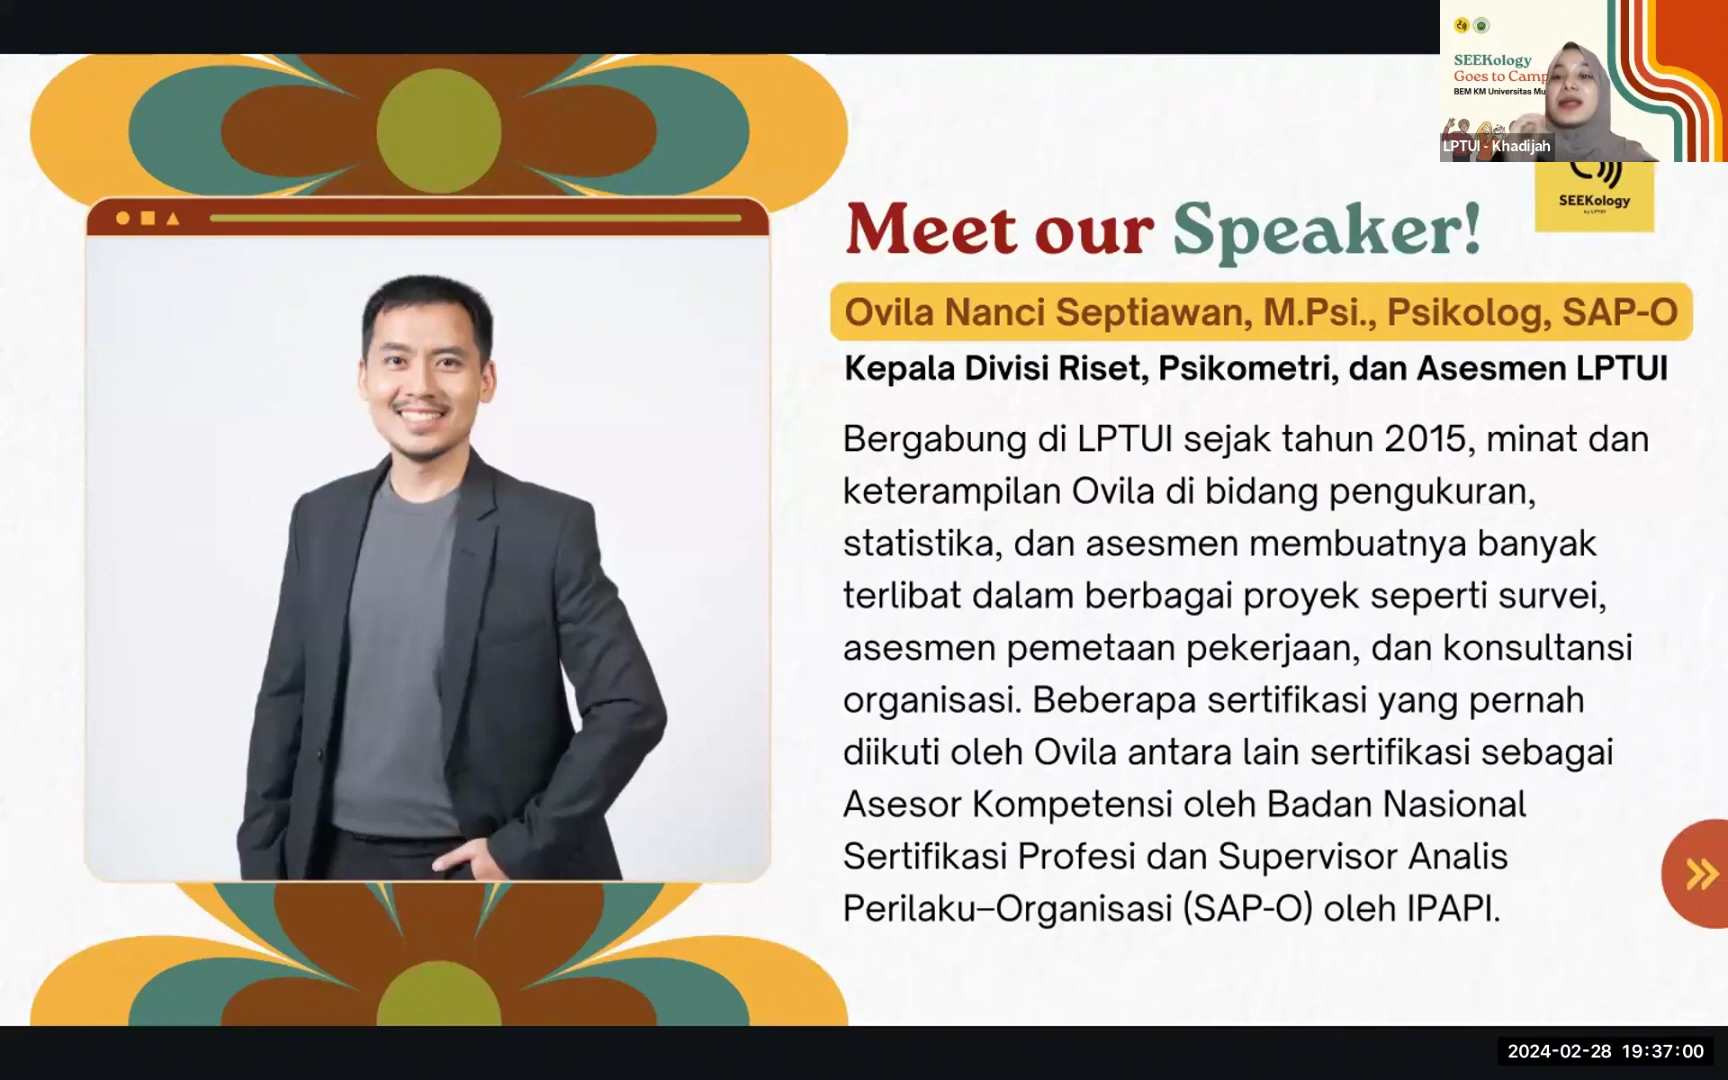 SEEKology
Goes to Camp
BEM KM Universitas Mu
LPTUI - Khadijah
SEEKology
by LPTUI
Meet our Speaker!
Ovila Nanci Septiawan, M.Psi., Psikolog, SAP-O
Kepala Divisi Riset, Psikometri, dan Asesmen LPTUI
Bergabung di LPTUI sejak tahun 2015, minat dan
keterampilan Ovila di bidang pengukuran,
statistika, dan asesmen membuatnya banyak
terlibat dalam berbagai proyek seperti survei,
asesmen pemetaan pekerjaan, dan konsultansi
organisasi. Beberapa sertifikasi yang pernah
diikuti oleh Ovila antara lain sertifikasi sebagai
Asesor Kompetensi oleh Badan Nasional
Sertifikasi Profesi dan Supervisor Analis
Perilaku–Organisasi (SAP-O) oleh IPAPI.
2024-02-28 19:37:00